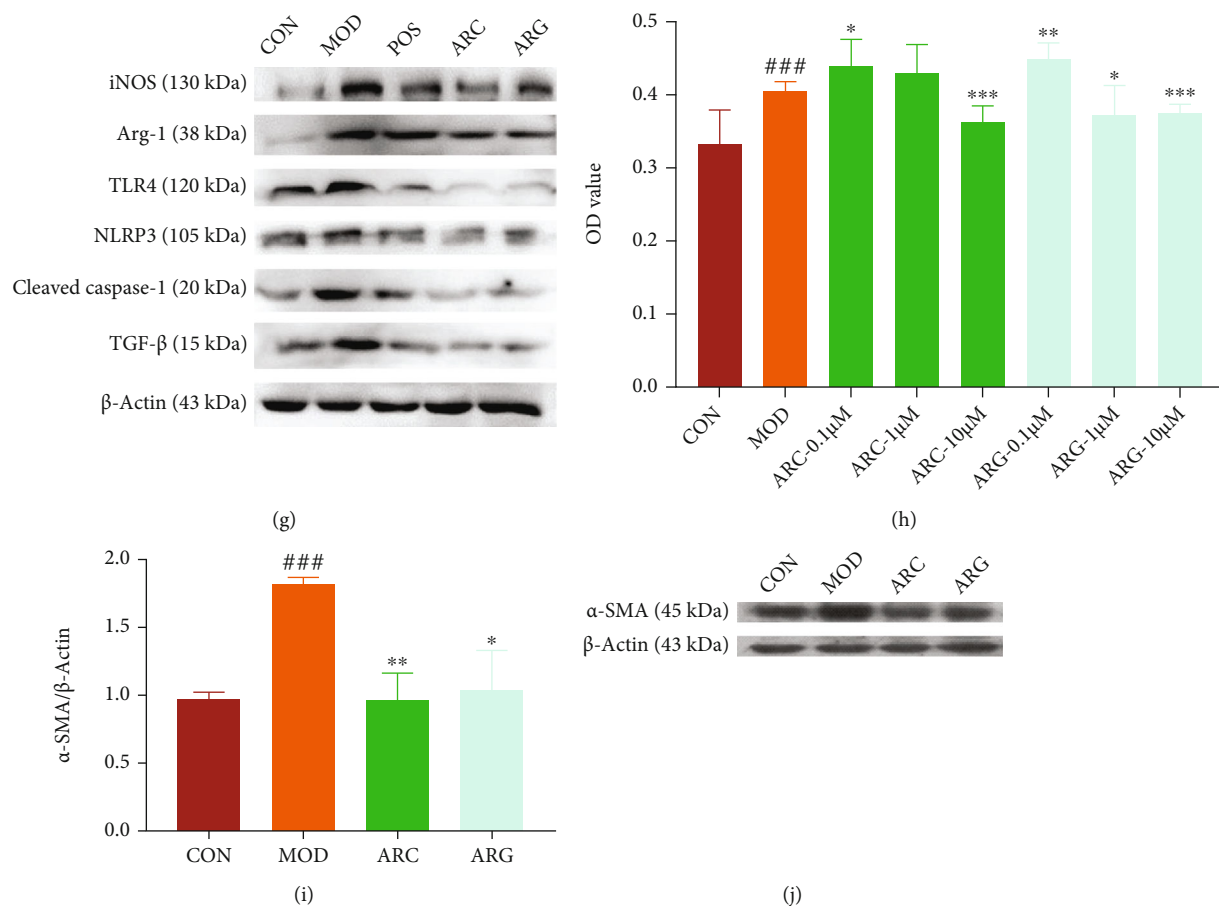 CON MOD POS ARC ARG
iNOS (130 kDa)
Arg-1 (38 kDa)
TLR4 (120 kDa)
NLRP3 (105 kDa)
Cleaved caspase-1 (20 kDa)
TGF-β (15 kDa)
β-Actin (43 kDa)
(g)
OD value
0.5
0.4
0.3
0.2
0.1
0.0
### * *** ** * ***
CON MOD ARC-0.1μM ARC-1μM ARC-10μM ARG-0.1μM ARG-1μM ARG-10μM
(h)
α-SMA/β-Actin
2.0
1.5
1.0
0.5
0.0
### ** *
CON MOD ARC ARG
(i)
CON MOD ARC ARG
α-SMA (45 kDa)
β-Actin (43 kDa)
(j)